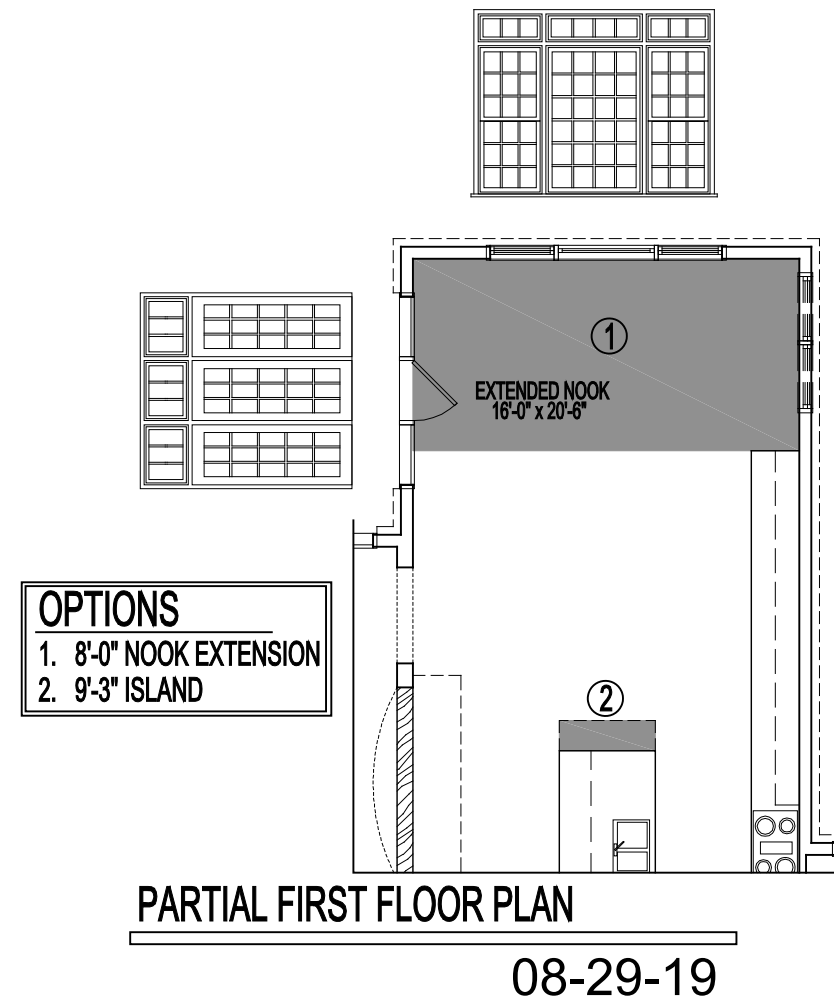 1
EXTENDED NOOK
16'-0" x 20'-6"
OPTIONS
1. 8'-0" NOOK EXTENSION
2. 9'-3" ISLAND
2
PARTIAL FIRST FLOOR PLAN
08-29-19